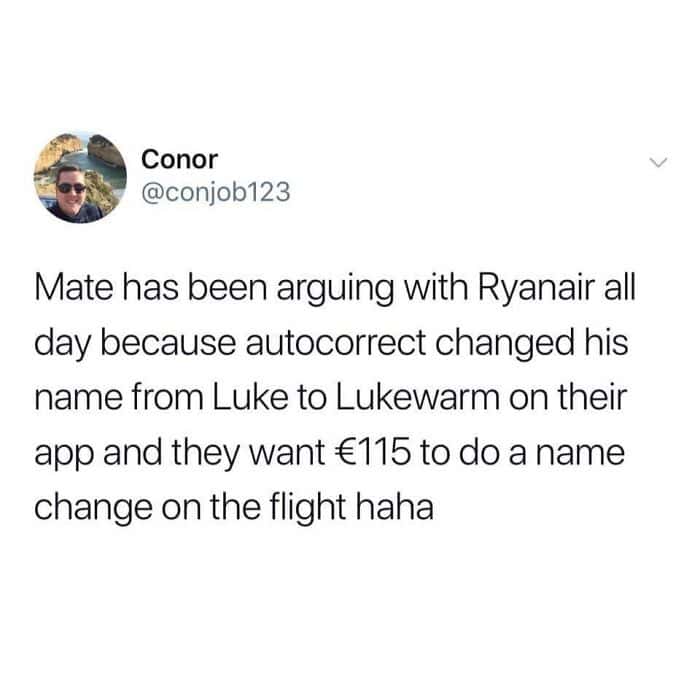 Conor
@conjob123
Mate has been arguing with Ryanair all
day because autocorrect changed his
name from Luke to Lukewarm on their
app and they want €115 to do a name
change on the flight haha